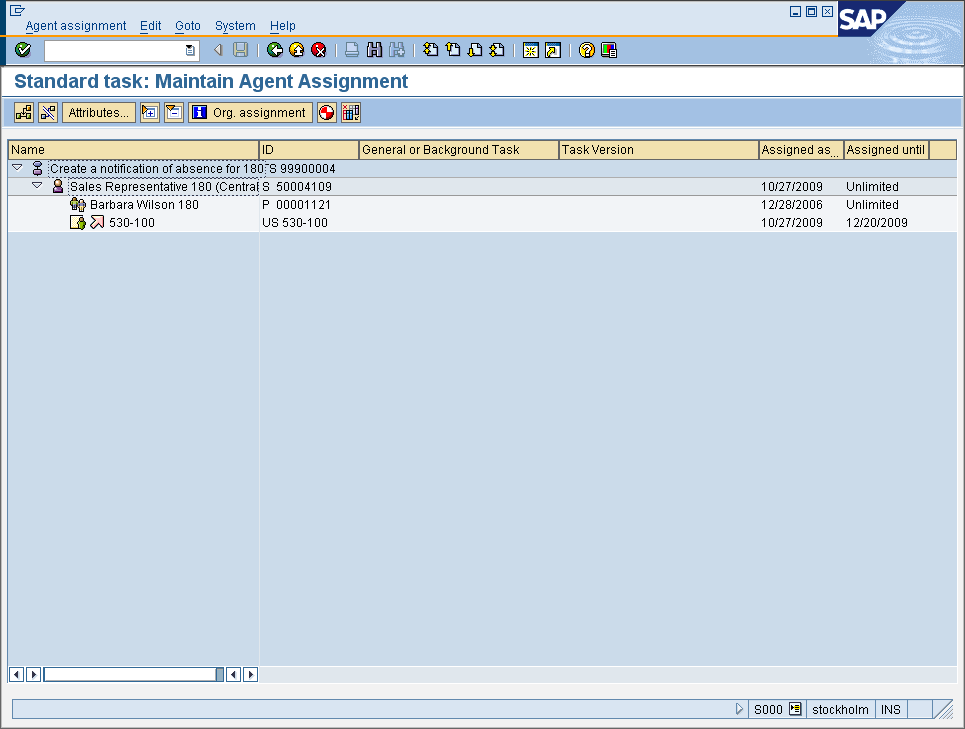 Agent assignment Edit Goto System Help
SAP
Standard task: Maintain Agent Assignment
Attributes... Org. assignment
Name ID General or Background Task Task Version Assigned as... Assigned until
Create a notification of absence for 180 S 99900004
Sales Representative 180 (Central S 50004109 10/27/2009 Unlimited
Barbara Wilson 180 P 00001121 12/28/2006 Unlimited
530-100 US 530-100 10/27/2009 12/20/2009
S000 stockholm INS